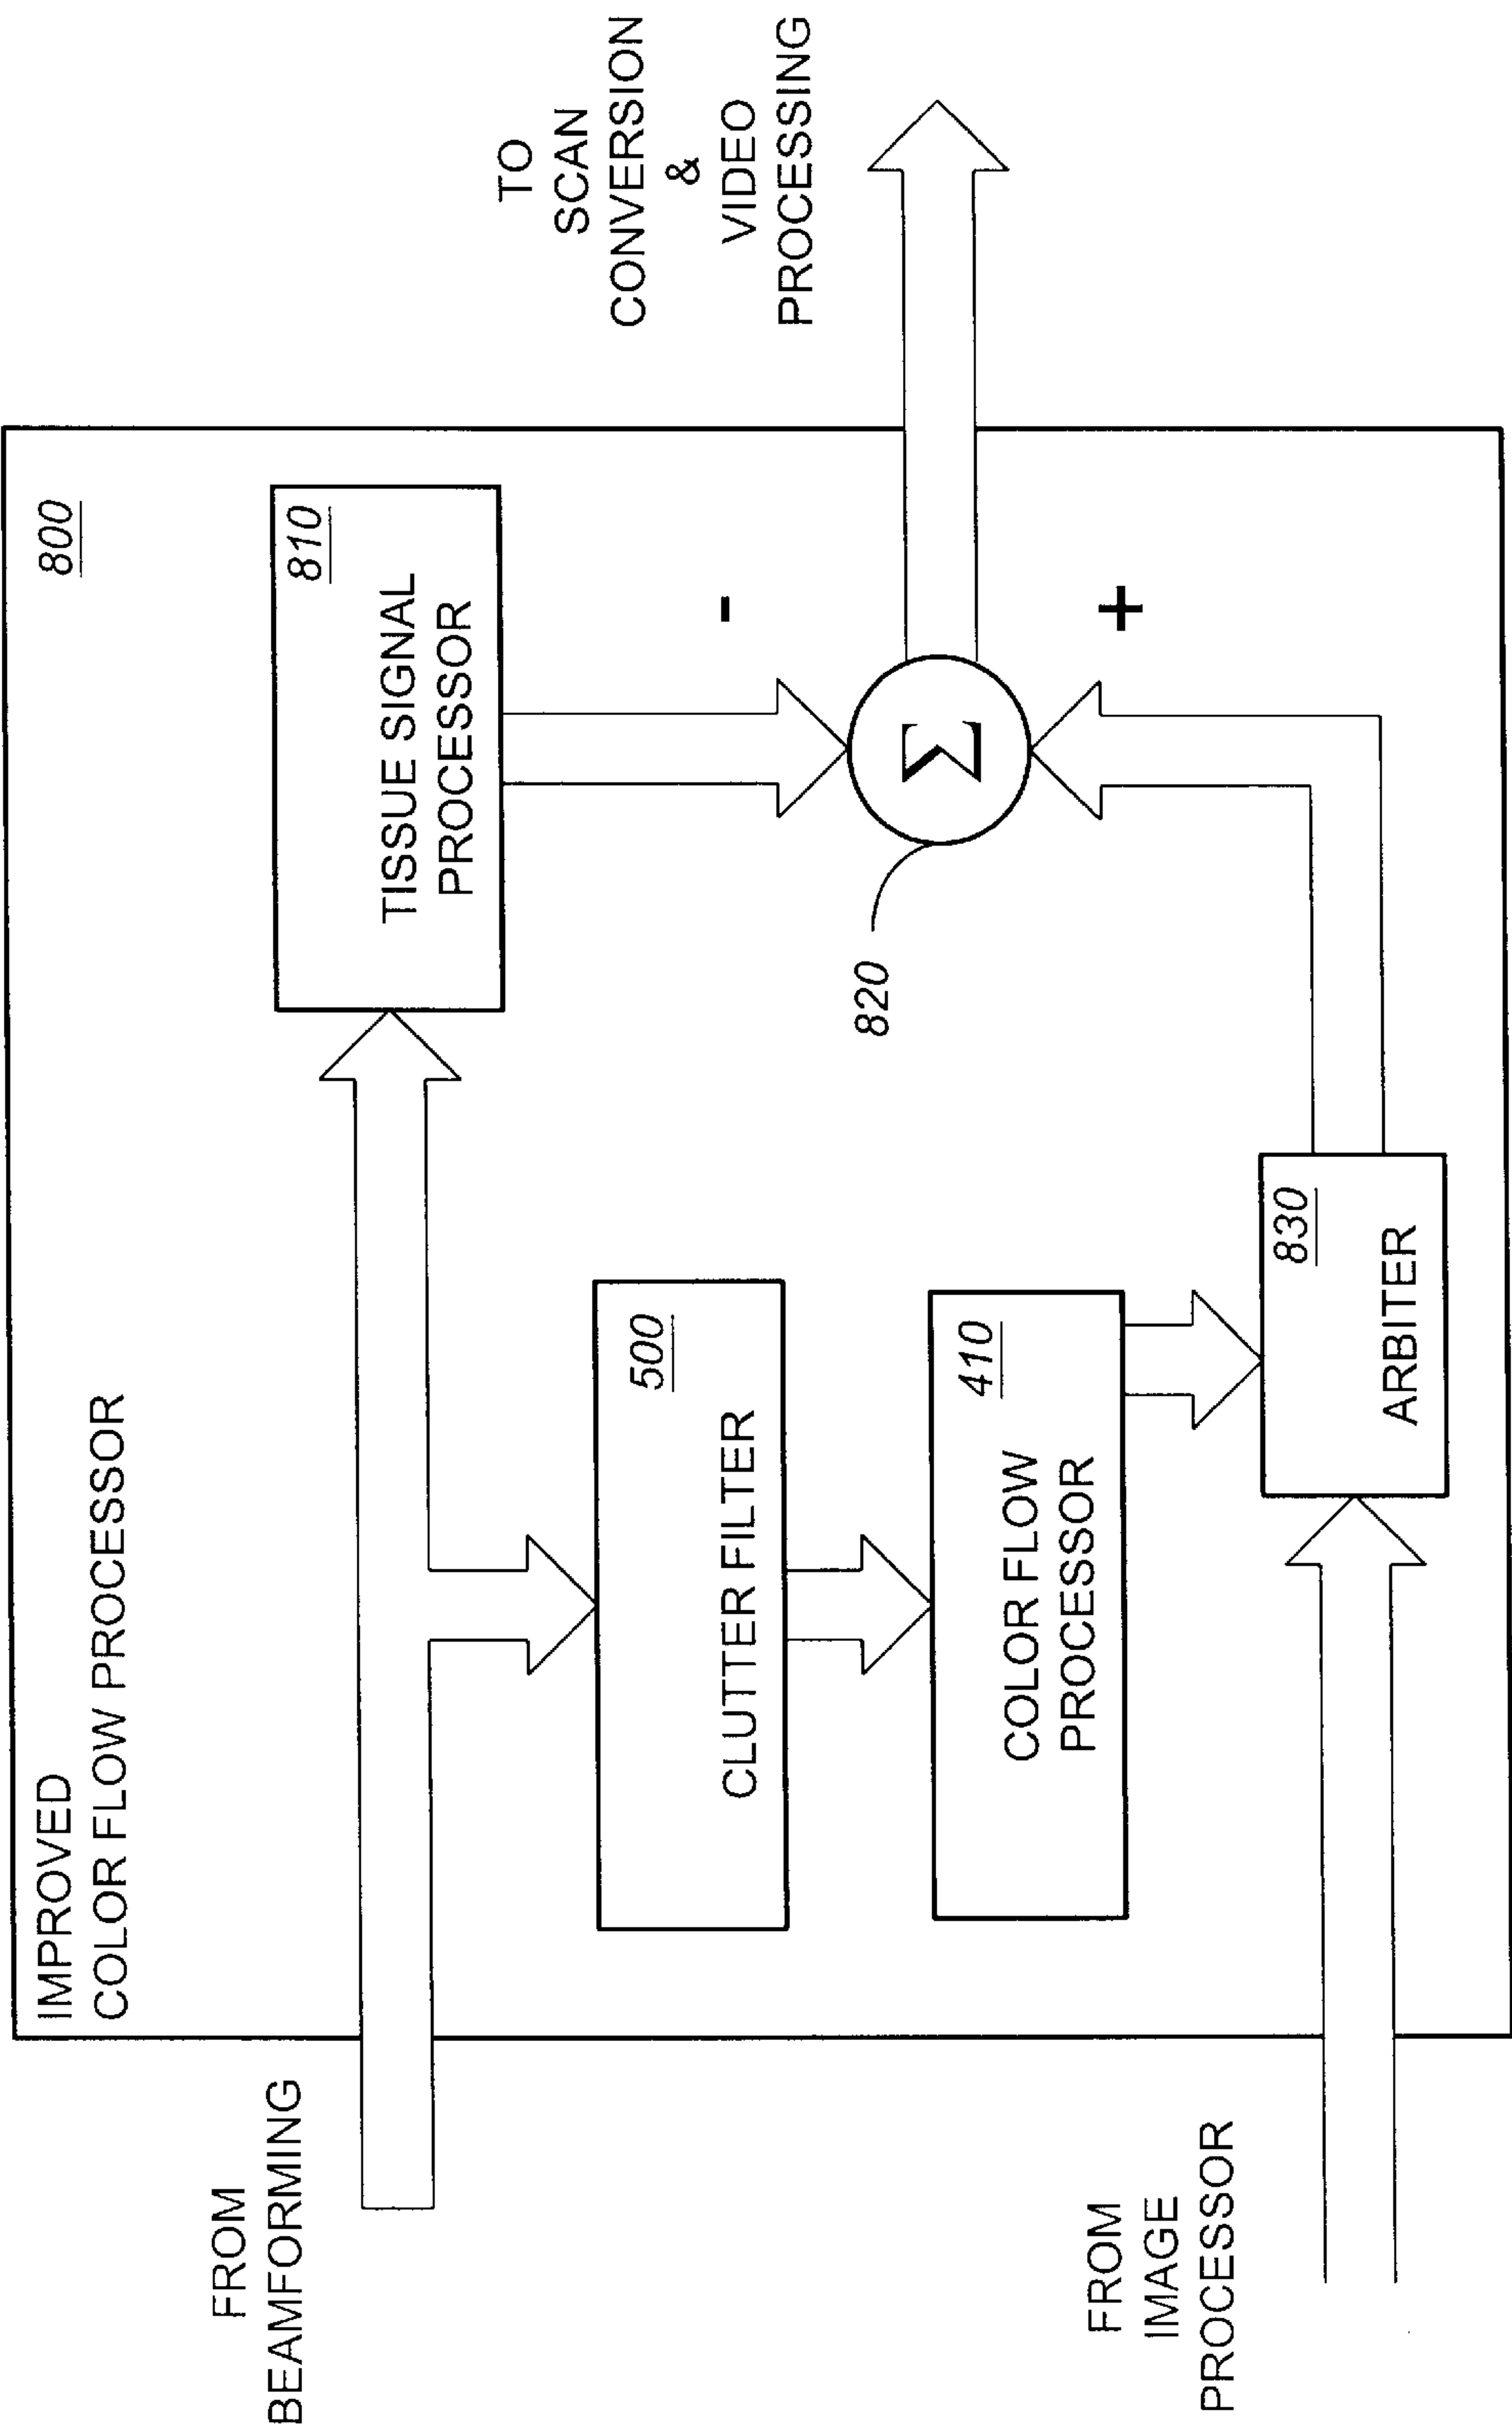 IMPROVED
COLOR FLOW PROCESSOR
800
FROM
BEAMFORMING
810
TISSUE SIGNAL
PROCESSOR
TO
SCAN
CONVERSION
&
VIDEO
PROCESSING
500
CLUTTER FILTER
-
Σ
820
+
410
COLOR FLOW
PROCESSOR
FROM
IMAGE
PROCESSOR
830
ARBITER